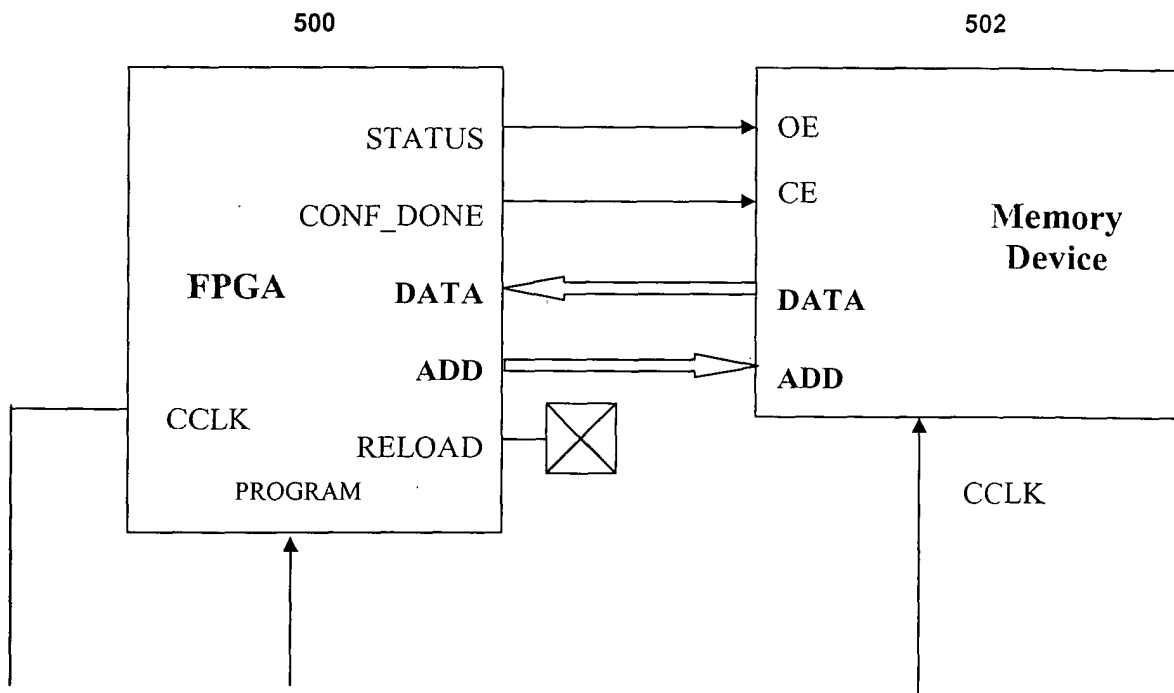 500
502
STATUS
CONF_DONE
FPGA
DATA
ADD
CCLK
RELOAD
PROGRAM
OE
CE
Memory
Device
DATA
ADD
CCLK